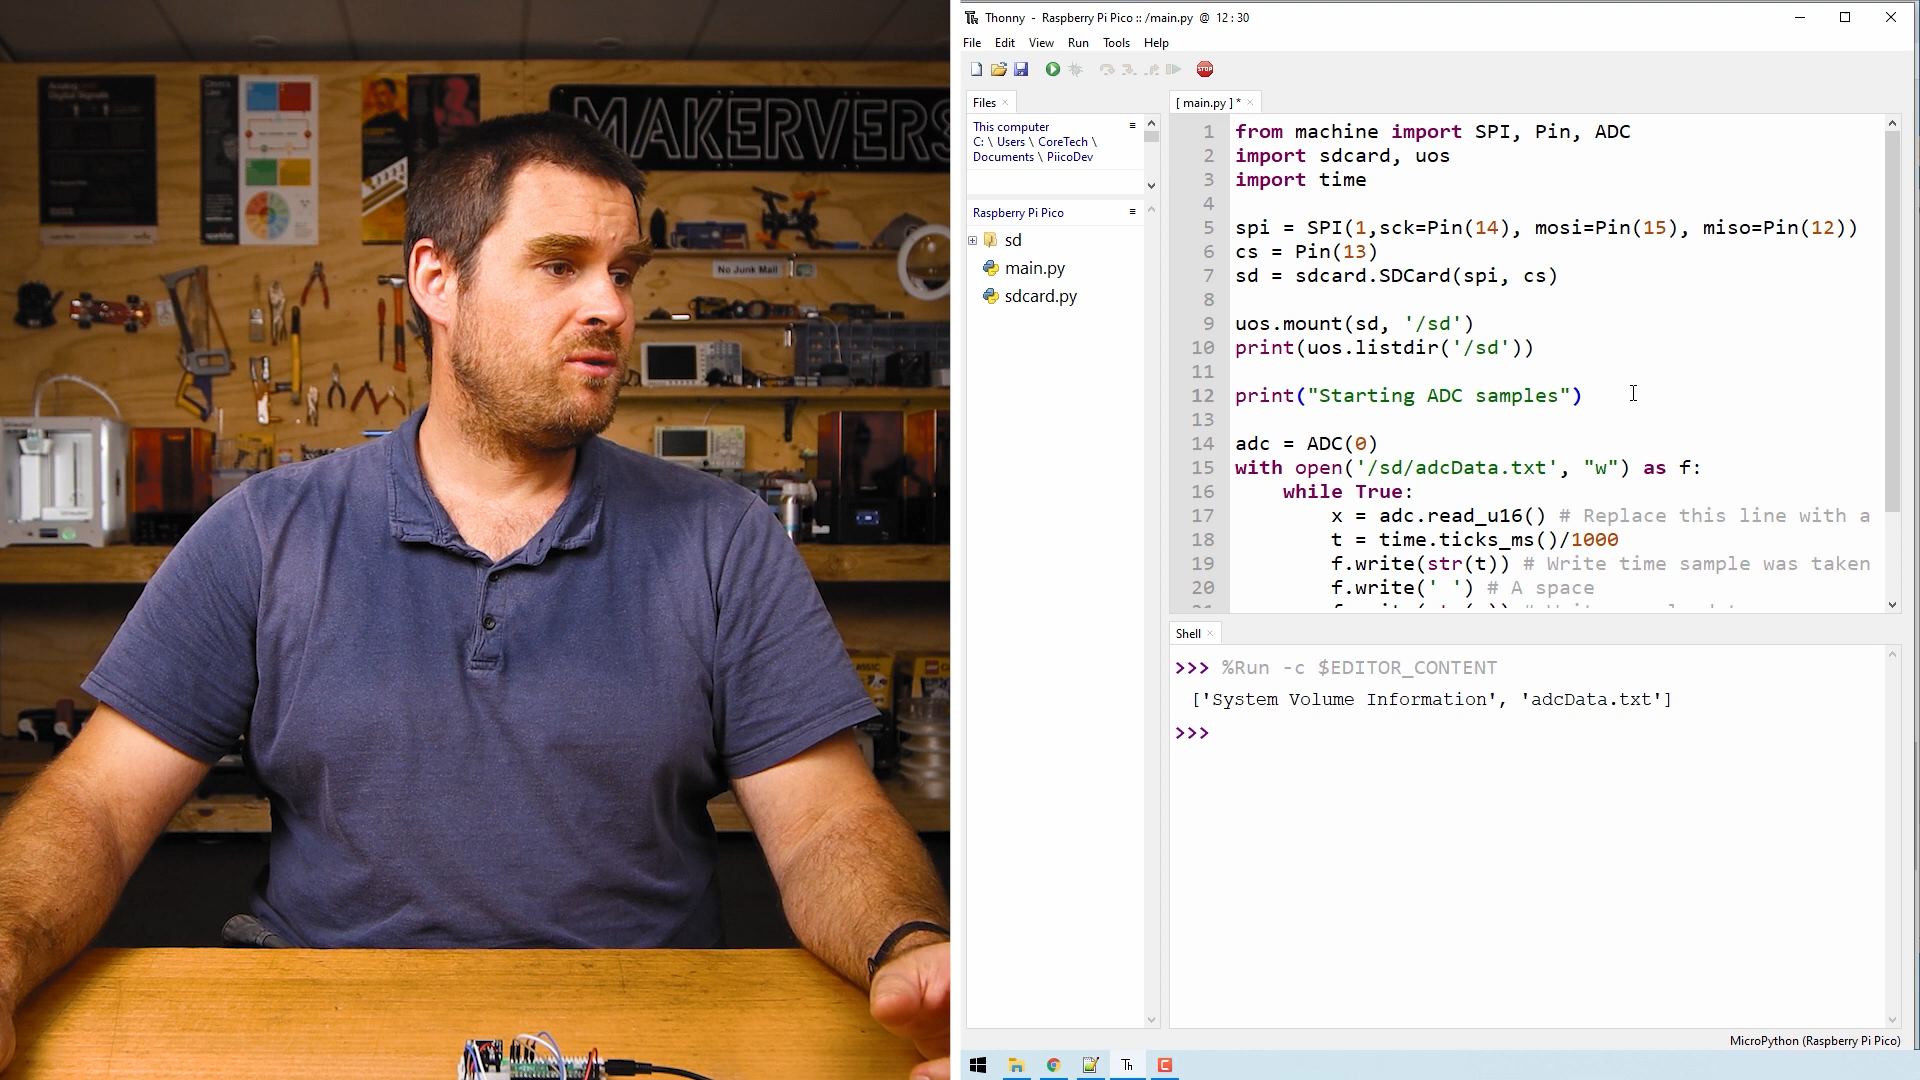 Analog
Digital Signals
Ohm's
Law
MAKERVERS
No Junk Mail
Thonny - Raspberry Pi Pico :: /main.py @ 12 : 30
File Edit View Run Tools Help
STOP
Files
This computer
C: \ Users \ CoreTech \
Documents \ PiicoDev
Raspberry Pi Pico
sd
main.py
sdcard.py
[ main.py ] *
1 from machine import SPI, Pin, ADC
2 import sdcard, uos
3 import time
4
5 spi = SPI(1,sck=Pin(14), mosi=Pin(15), miso=Pin(12))
6 cs = Pin(13)
7 sd = sdcard.SDCard(spi, cs)
8
9 uos.mount(sd, '/sd')
10 print(uos.listdir('/sd'))
11
12 print("Starting ADC samples")
13
14 adc = ADC(0)
15 with open('/sd/adcData.txt', "w") as f:
16 while True:
17 x = adc.read_u16() # Replace this line with a
18 t = time.ticks_ms()/1000
19 f.write(str(t)) # Write time sample was taken
20 f.write(' ') # A space
Shell
>>> %Run -c $EDITOR_CONTENT
['System Volume Information', 'adcData.txt']
>>>
MicroPython (Raspberry Pi Pico)
Th
C